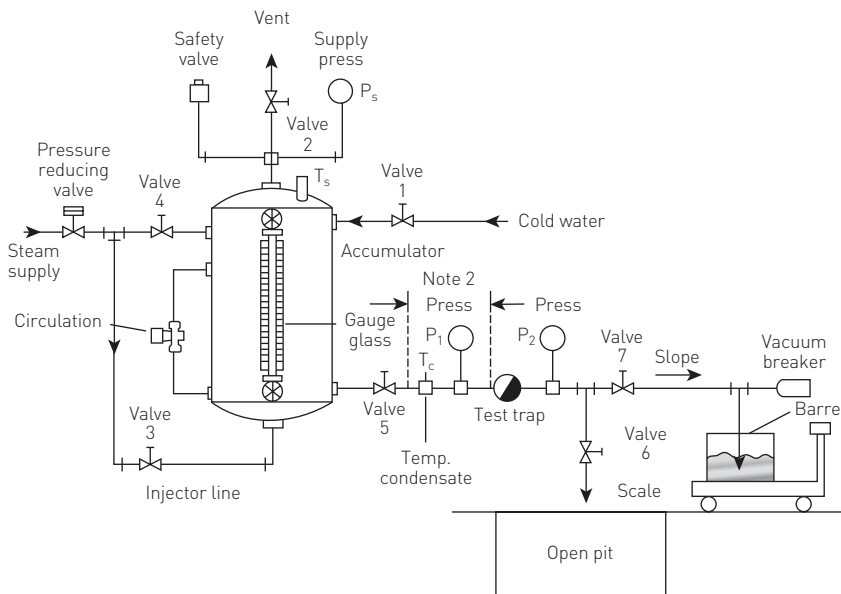 Vent
Safety
valve
Supply
press
Ps
Valve
2
Pressure
reducing
valve
Valve
4
Ts
Valve
1
Cold water
Steam
supply
Accumulator
Note 2
Press
Press
Circulation
Gauge
glass
P1
P2
Valve
7
Slope
Vacuum
breaker
Tc
Valve
5
Test trap
Barre
Valve
3
Valve
6
Temp.
condensate
Injector line
Scale
Open pit